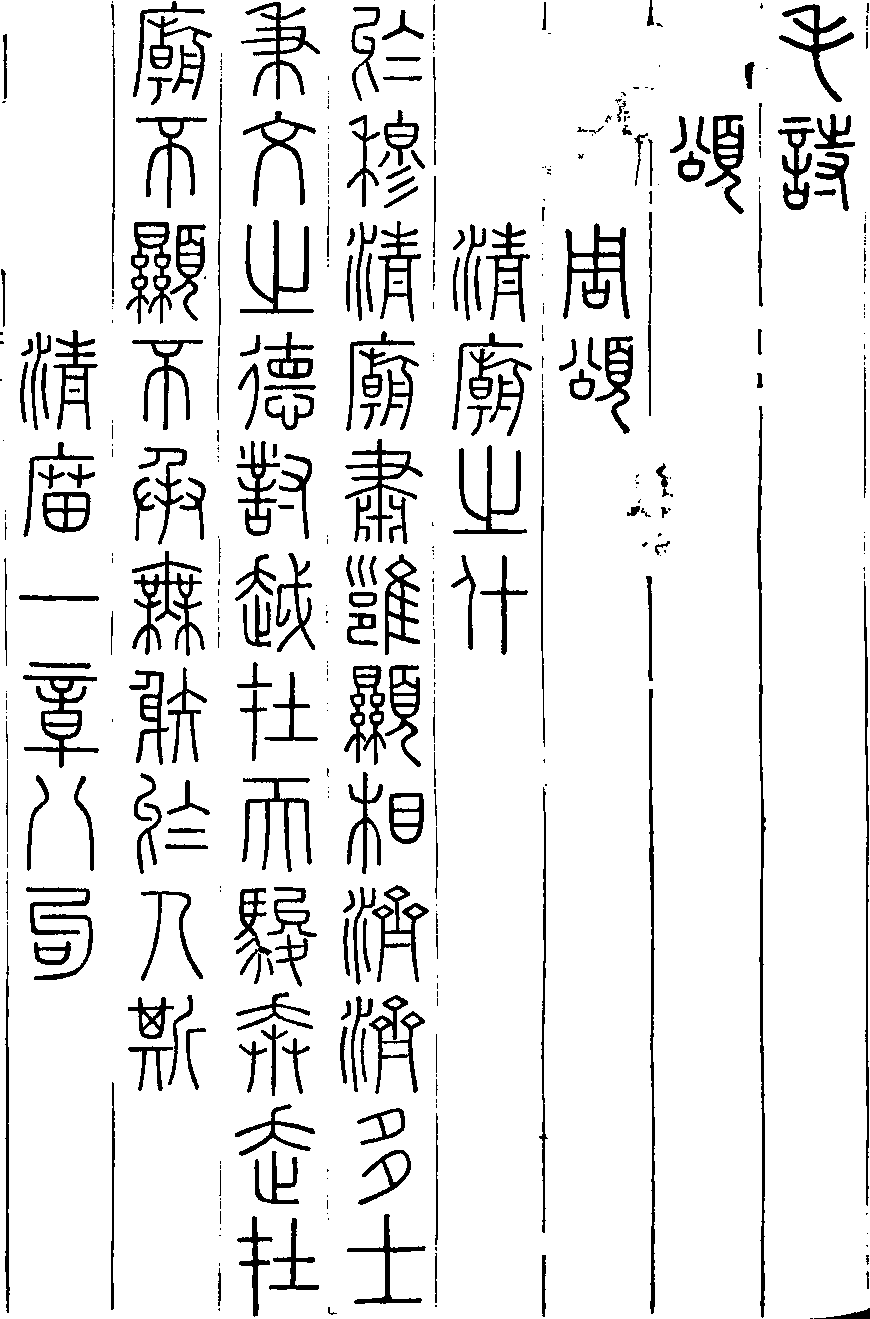 毛詩
頌
周頌
清廟之什
於穆清廟肅雝顯相濟濟多士
秉文之德對越在天駿奔走在
廟不顯不承無射於人斯
清庿一章八句